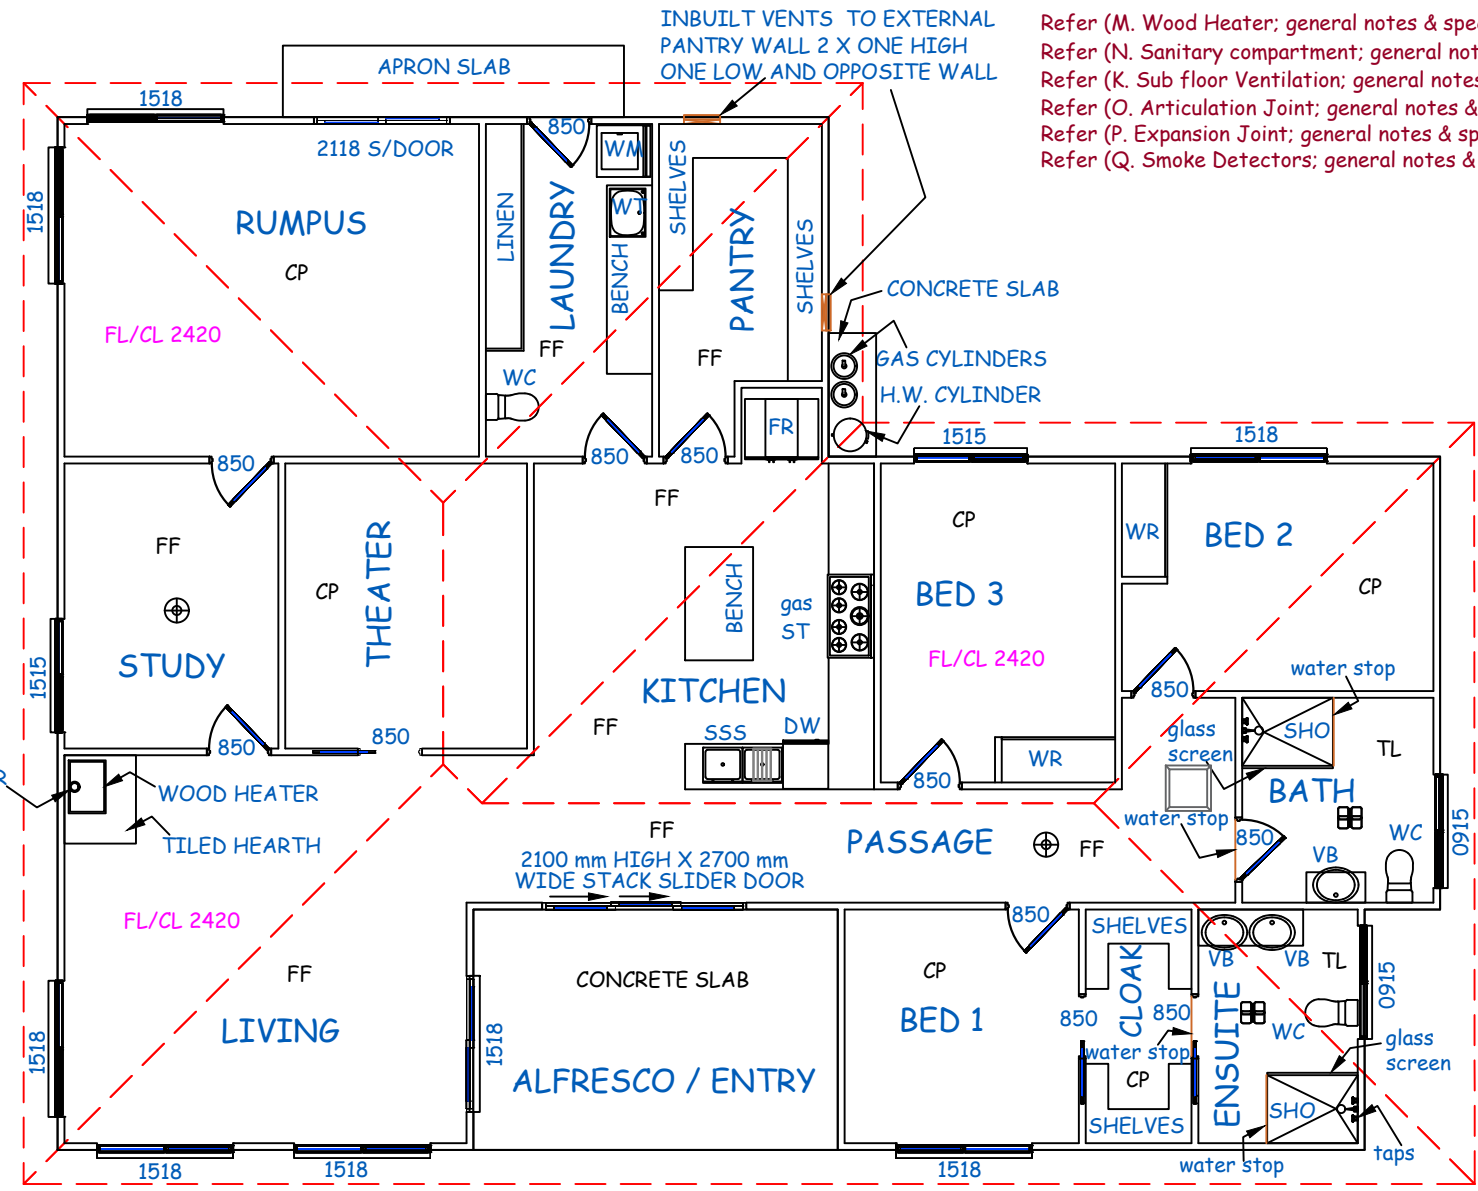 INBUILT VENTS TO EXTERNAL
PANTRY WALL 2 X ONE HIGH
ONE LOW AND OPPOSITE WALL
Refer (M. Wood Heater; general notes &
Refer (N. Sanitary compartment; general
Refer (K. Sub floor Ventilation; general notes
Refer (O. Articulation Joint; general notes &
Refer (P. Expansion Joint; general notes &
Refer (Q. Smoke Detectors; general notes &
APRON SLAB
1518
2118 S/DOOR
850
WM
1518
RUMPUS
CP
FL/CL 2420
LINEN
LAUNDRY
WT
BENCH
FF
WC
SHELVES
PANTRY
SHELVES
FF
CONCRETE SLAB
GAS CYLINDERS
H.W. CYLINDER
FR
850
850
850
1515
1518
FF
STUDY
1515
850
CP
THEATER
850
FF
BENCH
gas
ST
KITCHEN
FF
SSS
DW
CP
BED 3
FL/CL 2420
WR
850
WR
BED 2
CP
850
water stop
glass
screen
SHO
TL
BATH
water stop
850
VB
WC
0915
R
WOOD HEATER
TILED HEARTH
FF
PASSAGE
FF
2100 mm HIGH X 2700 mm
WIDE STACK SLIDER DOOR
FL/CL 2420
FF
LIVING
1518
1518
CONCRETE SLAB
ALFRESCO / ENTRY
850
CP
BED 1
850
SHELVES
CLOAK
850
water stop
CP
SHELVES
VB
VB
TL
ENSUITE
WC
0915
glass
screen
SHO
taps
water stop
1518
1518
1518